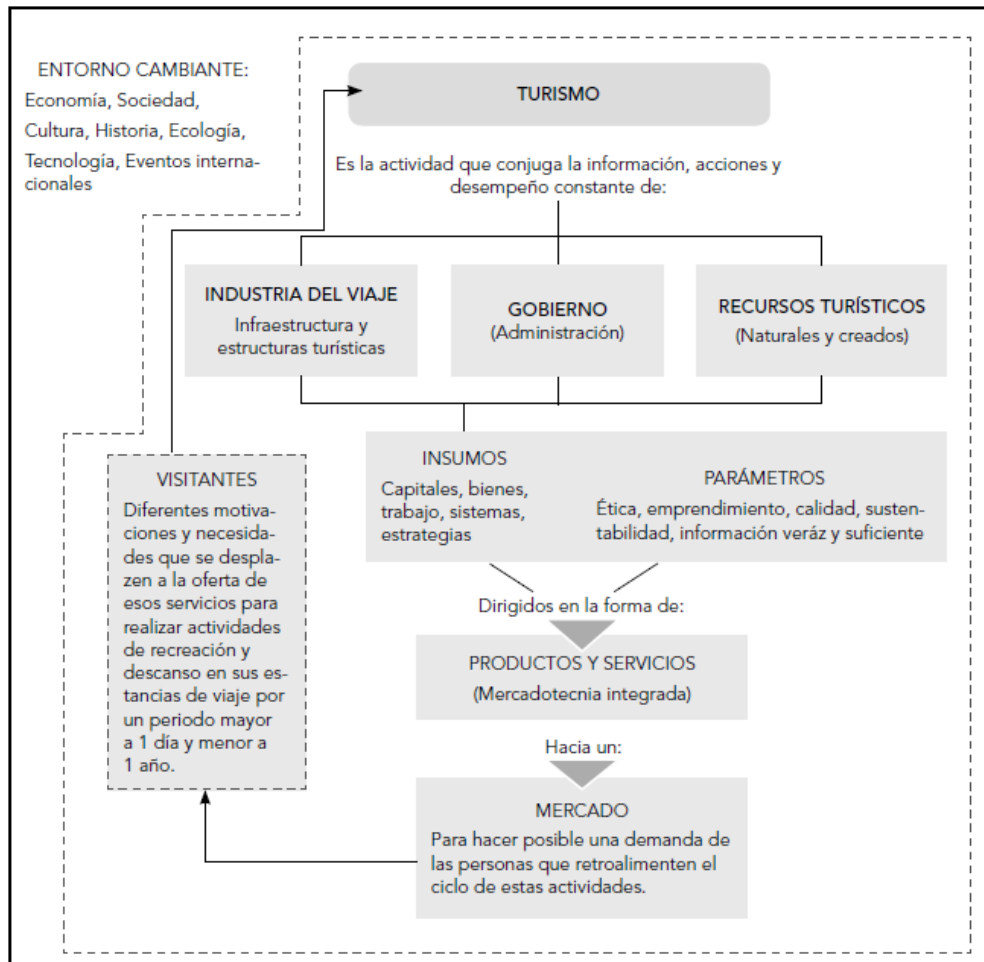 ENTORNO CAMBIANTE:
Economía, Sociedad,
Cultura, Historia, Ecología,
Tecnología, Eventos interna-
cionales
TURISMO
Es la actividad que conjuga la información, acciones y
desempeño constante de:
INDUSTRIA DEL VIAJE
Infraestructura y
estructuras turísticas
GOBIERNO
(Administración)
RECURSOS TURÍSTICOS
(Naturales y creados)
INSUMOS
Capitales, bienes,
trabajo, sistemas,
estrategias
PARÁMETROS
Ética, emprendimiento, calidad, susten-
tabilidad, información veráz y suficiente
Dirigidos en la forma de:
PRODUCTOS Y SERVICIOS
(Mercadotecnia integrada)
Hacia un:
MERCADO
Para hacer posible una demanda de
las personas que retroalimenten el
ciclo de estas actividades.
VISITANTES
Diferentes motiva-
ciones y necesida-
des que se despla-
zen a la oferta de
esos servicios para
realizar actividades
de recreación y
descanso en sus es-
tancias de viaje por
un periodo mayor
a 1 día y menor a
1 año.